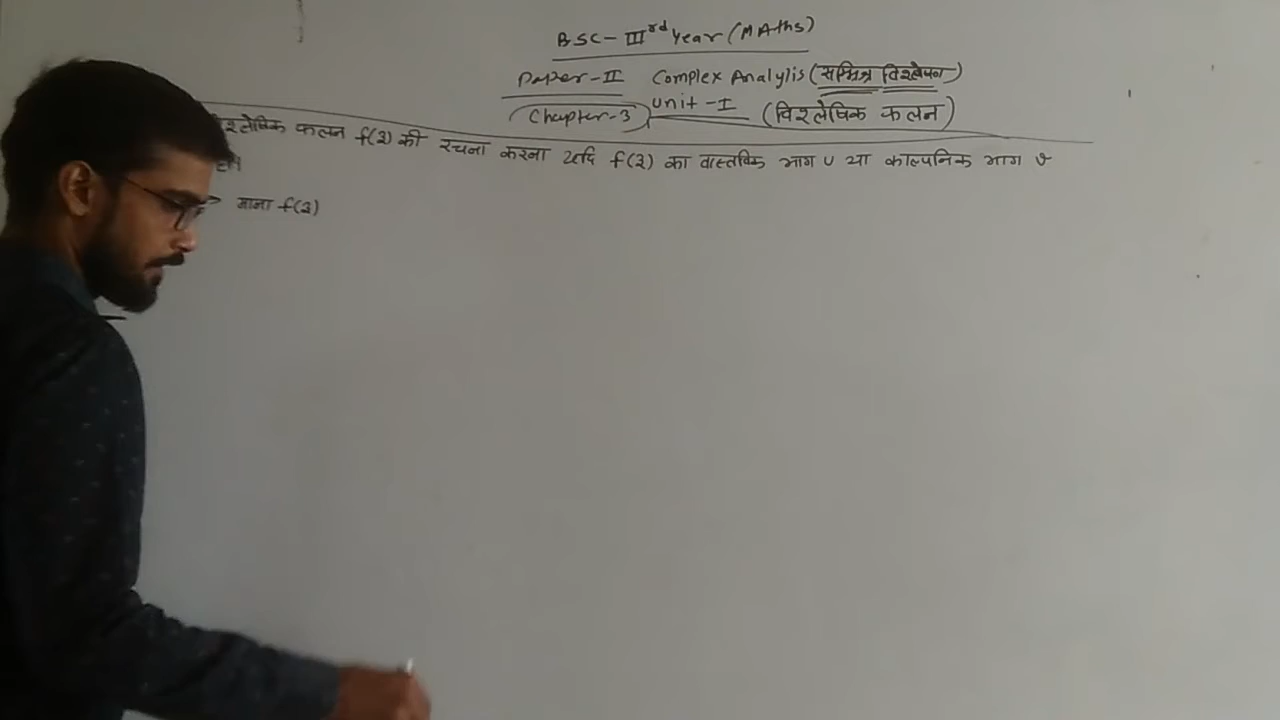 BSC- III rd Year (MAths)
Paper-II Complex Analylis (सम्मिश्र विश्लेषण)
Chapter-3 unit-I (विश्लेषिक कलन)
कलन f(z) की रचना करना यदि f(z) का वास्तविक भाग u या काल्पनिक भाग v
माना f(z)